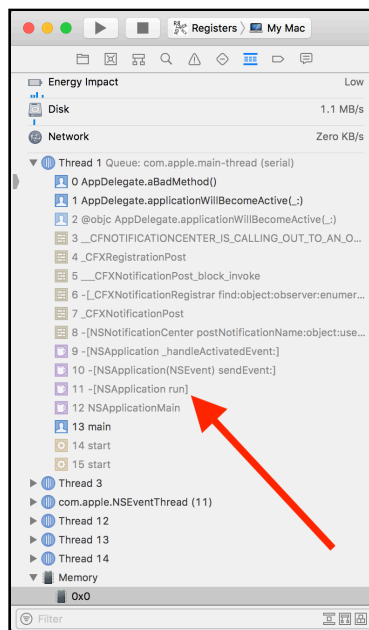 Registers My Mac
Energy Impact Low
Disk 1.1 MB/s
Network Zero KB/s
Thread 1 Queue: com.apple.main-thread (serial)
0 AppDelegate.aBadMethod()
1 AppDelegate.applicationWillBecomeActive(_:)
2 @objc AppDelegate.applicationWillBecomeActive(_:)
3 __CFNOTIFICATIONCENTER_IS_CALLING_OUT_TO_AN_O...
4 _CFXRegistrationPost
5 ___CFXNotificationPost_block_invoke
6 -[_CFXNotificationRegistrar find:object:observer:enumer...
7 _CFXNotificationPost
8 -[NSNotificationCenter postNotificationName:object:use...
9 -[NSApplication _handleActivatedEvent:]
10 -[NSApplication(NSEvent) sendEvent:]
11 -[NSApplication run]
12 NSApplicationMain
13 main
14 start
15 start
Thread 3
com.apple.NSEventThread (11)
Thread 12
Thread 13
Thread 14
Memory
0x0
Filter